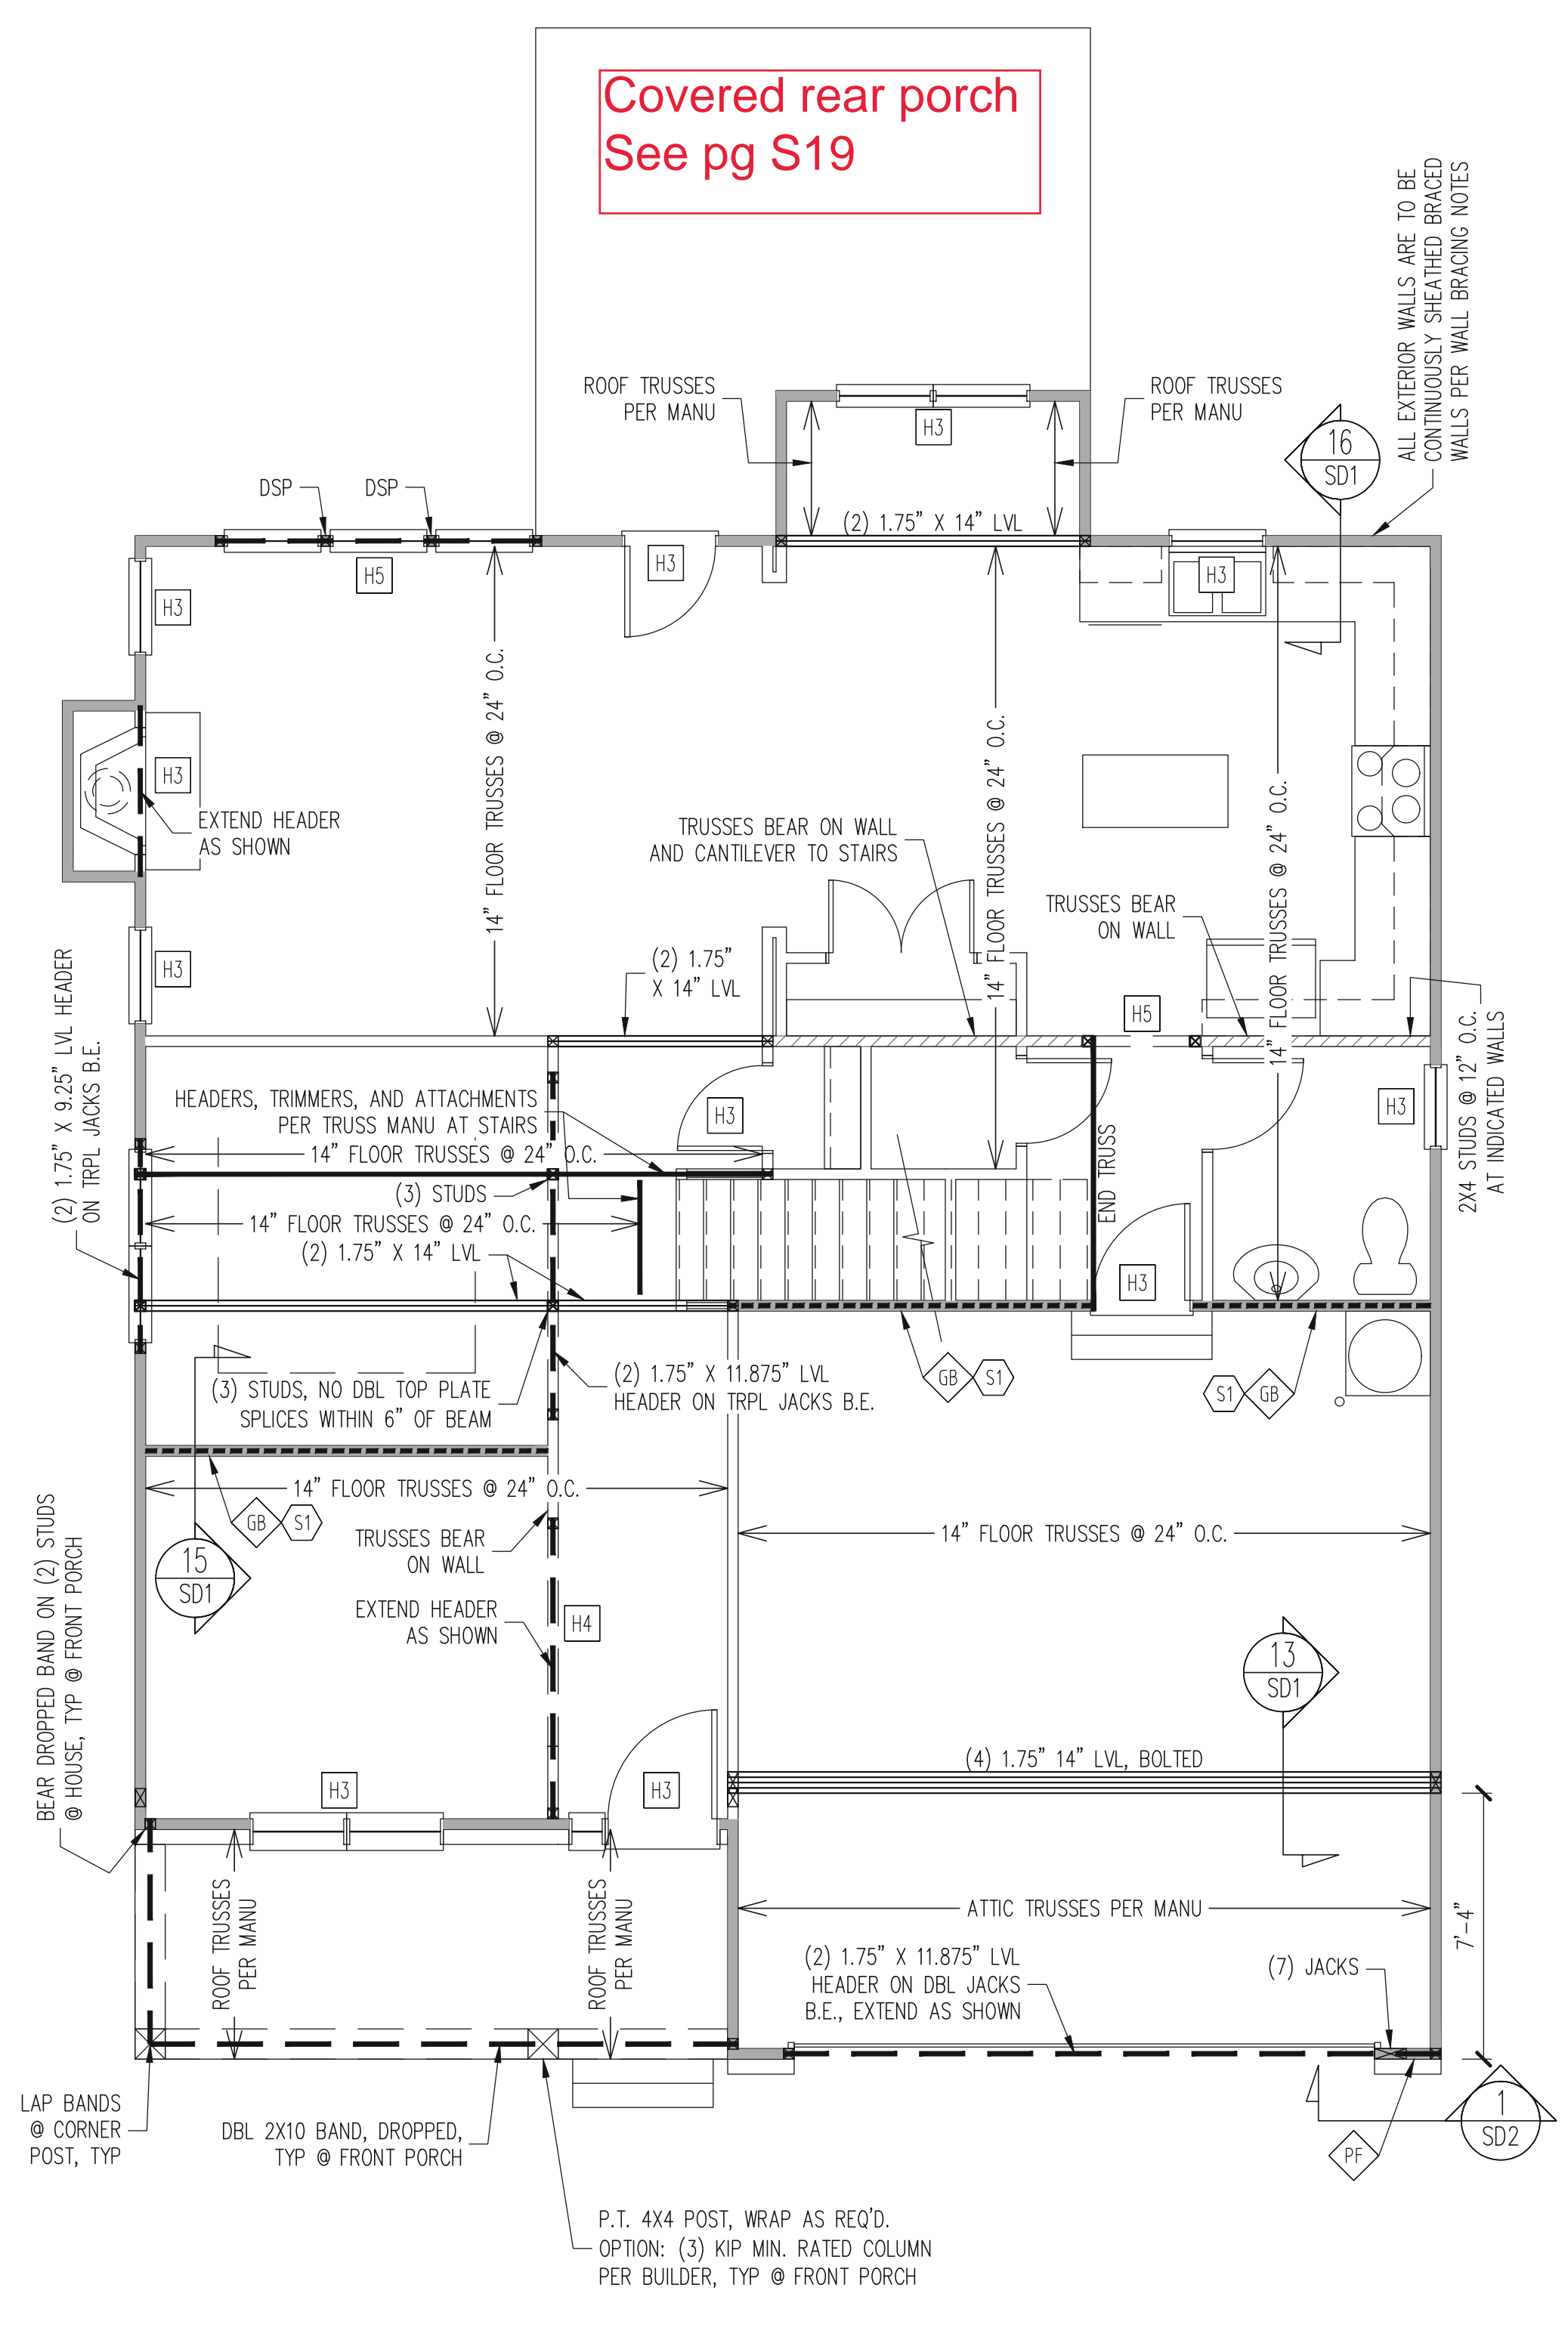 Covered rear porch
See pg S19
ALL EXTERIOR WALLS ARE TO BE
CONTINUOUSLY SHEATHED BRACED
WALLS PER WALL BRACING NOTES
ROOF TRUSSES
PER MANU
ROOF TRUSSES
PER MANU
H3
16
SD1
DSP
DSP
(2) 1.75" X 14" LVL
H5
H3
H3
H3
14" FLOOR TRUSSES @ 24" O.C.
14" FLOOR TRUSSES @ 24" O.C.
14" FLOOR TRUSSES @ 24" O.C.
H3
EXTEND HEADER
AS SHOWN
TRUSSES BEAR ON WALL
AND CANTILEVER TO STAIRS
TRUSSES BEAR
ON WALL
H3
(2) 1.75"
X 14" LVL
H5
(2) 1.75" X 9.25" LVL HEADER
ON TRPL JACKS B.E.
2X4 STUDS @ 12" O.C.
AT INDICATED WALLS
HEADERS, TRIMMERS, AND ATTACHMENTS
PER TRUSS MANU AT STAIRS
H3
H3
14" FLOOR TRUSSES @ 24" O.C.
END TRUSS
(3) STUDS
14" FLOOR TRUSSES @ 24" O.C.
(2) 1.75" X 14" LVL
H3
(2) 1.75" X 11.875" LVL
HEADER ON TRPL JACKS B.E.
GB
S1
S1
GB
(3) STUDS, NO DBL TOP PLATE
SPLICES WITHIN 6" OF BEAM
14" FLOOR TRUSSES @ 24" O.C.
GB
S1
TRUSSES BEAR
ON WALL
14" FLOOR TRUSSES @ 24" O.C.
15
SD1
BEAR DROPPED BAND ON (2) STUDS
@ HOUSE, TYP @ FRONT PORCH
EXTEND HEADER
AS SHOWN
H4
13
SD1
(4) 1.75" 14" LVL, BOLTED
H3
H3
ROOF TRUSSES
PER MANU
ROOF TRUSSES
PER MANU
ATTIC TRUSSES PER MANU
7'-4"
(2) 1.75" X 11.875" LVL
HEADER ON DBL JACKS
B.E., EXTEND AS SHOWN
(7) JACKS
LAP BANDS
@ CORNER
POST, TYP
DBL 2X10 BAND, DROPPED,
TYP @ FRONT PORCH
PF
1
SD2
P.T. 4X4 POST, WRAP AS REQ'D.
OPTION: (3) KIP MIN. RATED COLUMN
PER BUILDER, TYP @ FRONT PORCH